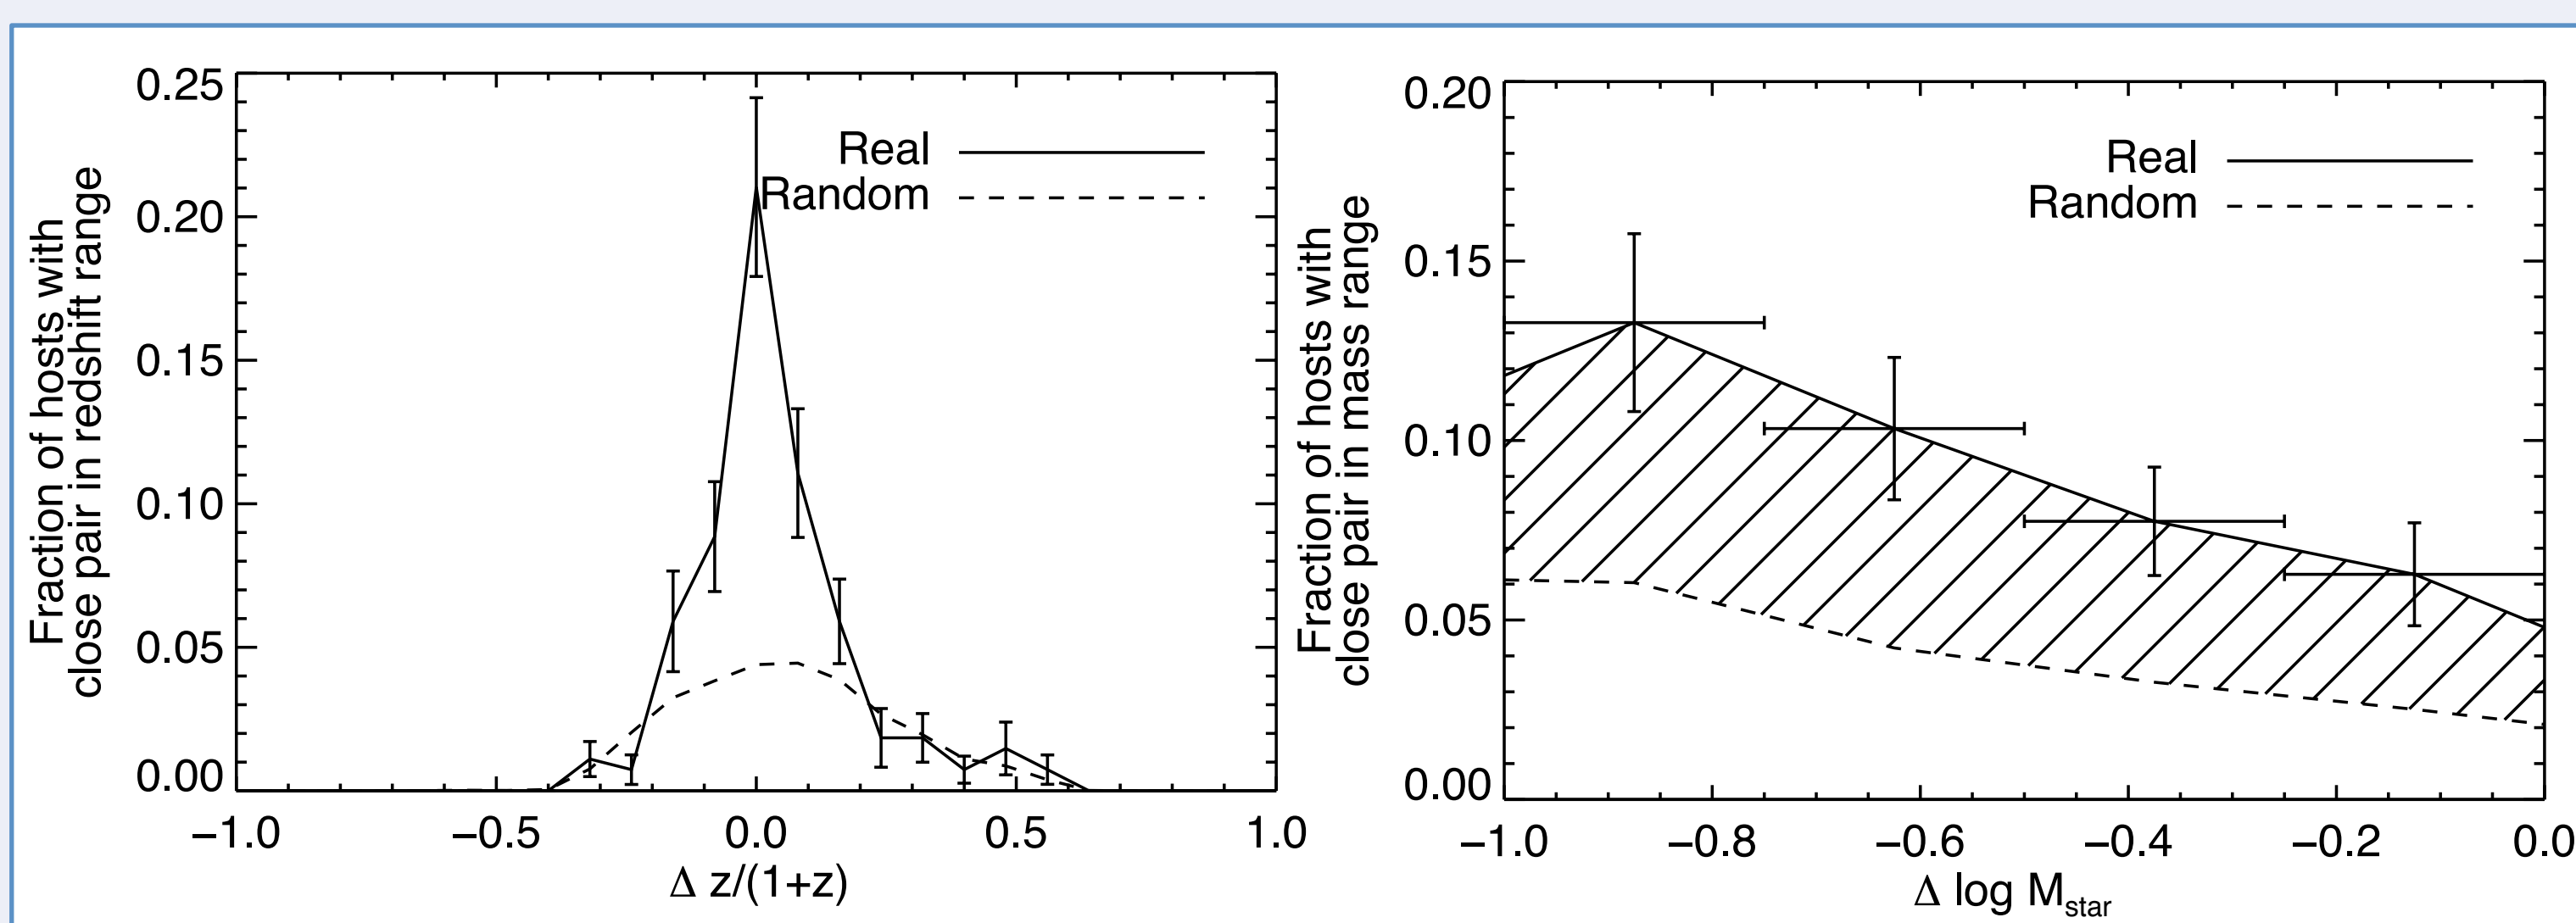 Fraction of hosts with
close pair in redshift range
0.25
0.20
0.15
0.10
0.05
0.00
Real
Random
−1.0 −0.5 0.0 0.5 1.0
Δ z/(1+z)
Fraction of hosts with
close pair in mass range
0.20
0.15
0.10
0.05
0.00
Real
Random
−1.0 −0.8 −0.6 −0.4 −0.2 0.0
Δ log Mstar